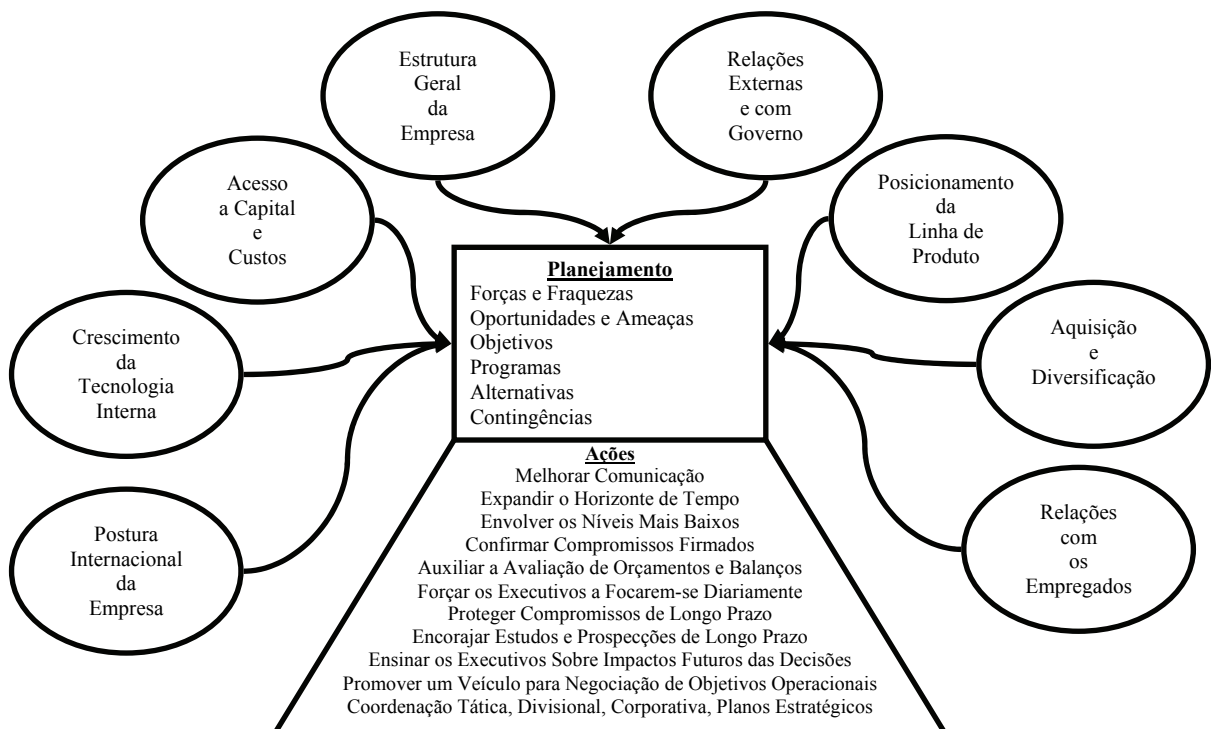 Estrutura
Geral
da
Empresa
Relações
Externas
e com
Governo
Acesso
a Capital
e
Custos
Posicionamento
da
Linha de
Produto
Crescimento
da
Tecnologia
Interna
Aquisição
e
Diversificação
Postura
Internacional
da
Empresa
Relações
com
os
Empregados
Planejamento
Forças e Fraquezas
Oportunidades e Ameaças
Objetivos
Programas
Alternativas
Contingências
Ações
Melhorar Comunicação
Expandir o Horizonte de Tempo
Envolver os Níveis Mais Baixos
Confirmar Compromissos Firmados
Auxiliar a Avaliação de Orçamentos e Balanços
Forçar os Executivos a Focarem-se Diariamente
Proteger Compromissos de Longo Prazo
Encorajar Estudos e Prospecções de Longo Prazo
Ensinar os Executivos Sobre Impactos Futuros das Decisões
Promover um Veículo para Negociação de Objetivos Operacionais
Coordenação Tática, Divisional, Corporativa, Planos Estratégicos